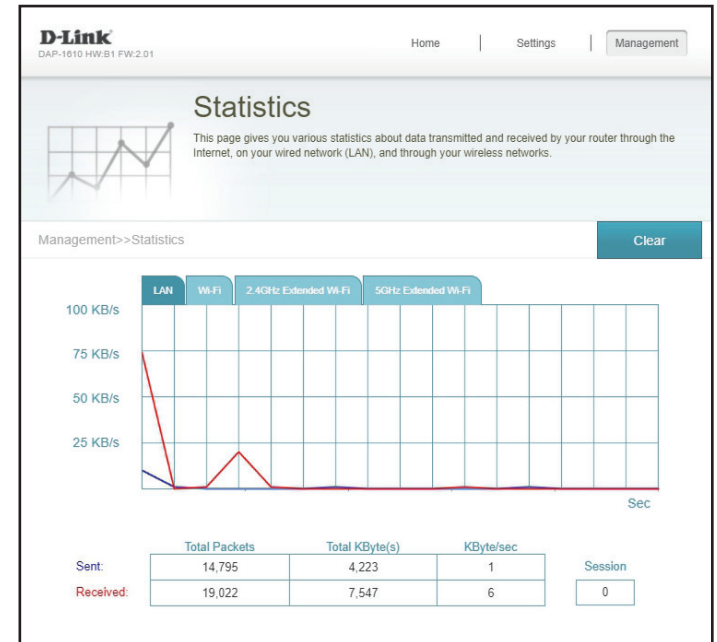 D-Link
DAP-1610 HW:B1 FW:2.01
Home | Settings | Management
Statistics
This page gives you various statistics about data transmitted and received by your router through the
Internet, on your wired network (LAN), and through your wireless networks.
Management>>Statistics
Clear
LAN Wi-Fi 2.4GHz Extended Wi-Fi 5GHz Extended Wi-Fi
100 KB/s
75 KB/s
50 KB/s
25 KB/s
Sec
Total Packets Total KByte(s) KByte/sec
Sent: 14,795 4,223 1 Session
Received: 19,022 7,547 6 0